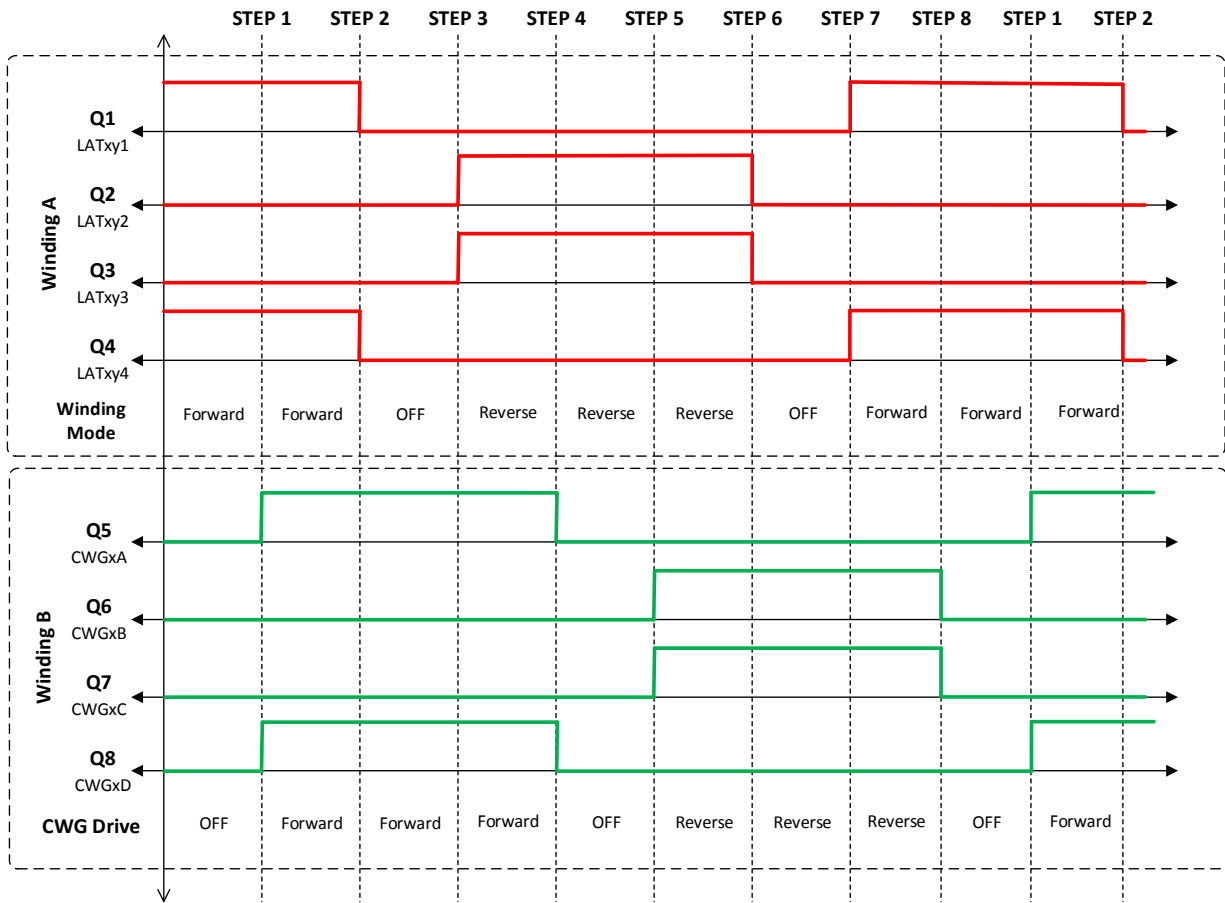 STEP 1 STEP 2 STEP 3 STEP 4 STEP 5 STEP 6 STEP 7 STEP 8 STEP 1 STEP 2
Winding A
Q1
LATxy1
Q2
LATxy2
Q3
LATxy3
Q4
LATxy4
Winding
Mode
Forward Forward OFF Reverse Reverse Reverse OFF Forward Forward Forward
Winding B
Q5
CWGxA
Q6
CWGxB
Q7
CWGxC
Q8
CWGxD
CWG Drive OFF Forward Forward Forward OFF Reverse Reverse Reverse OFF Forward